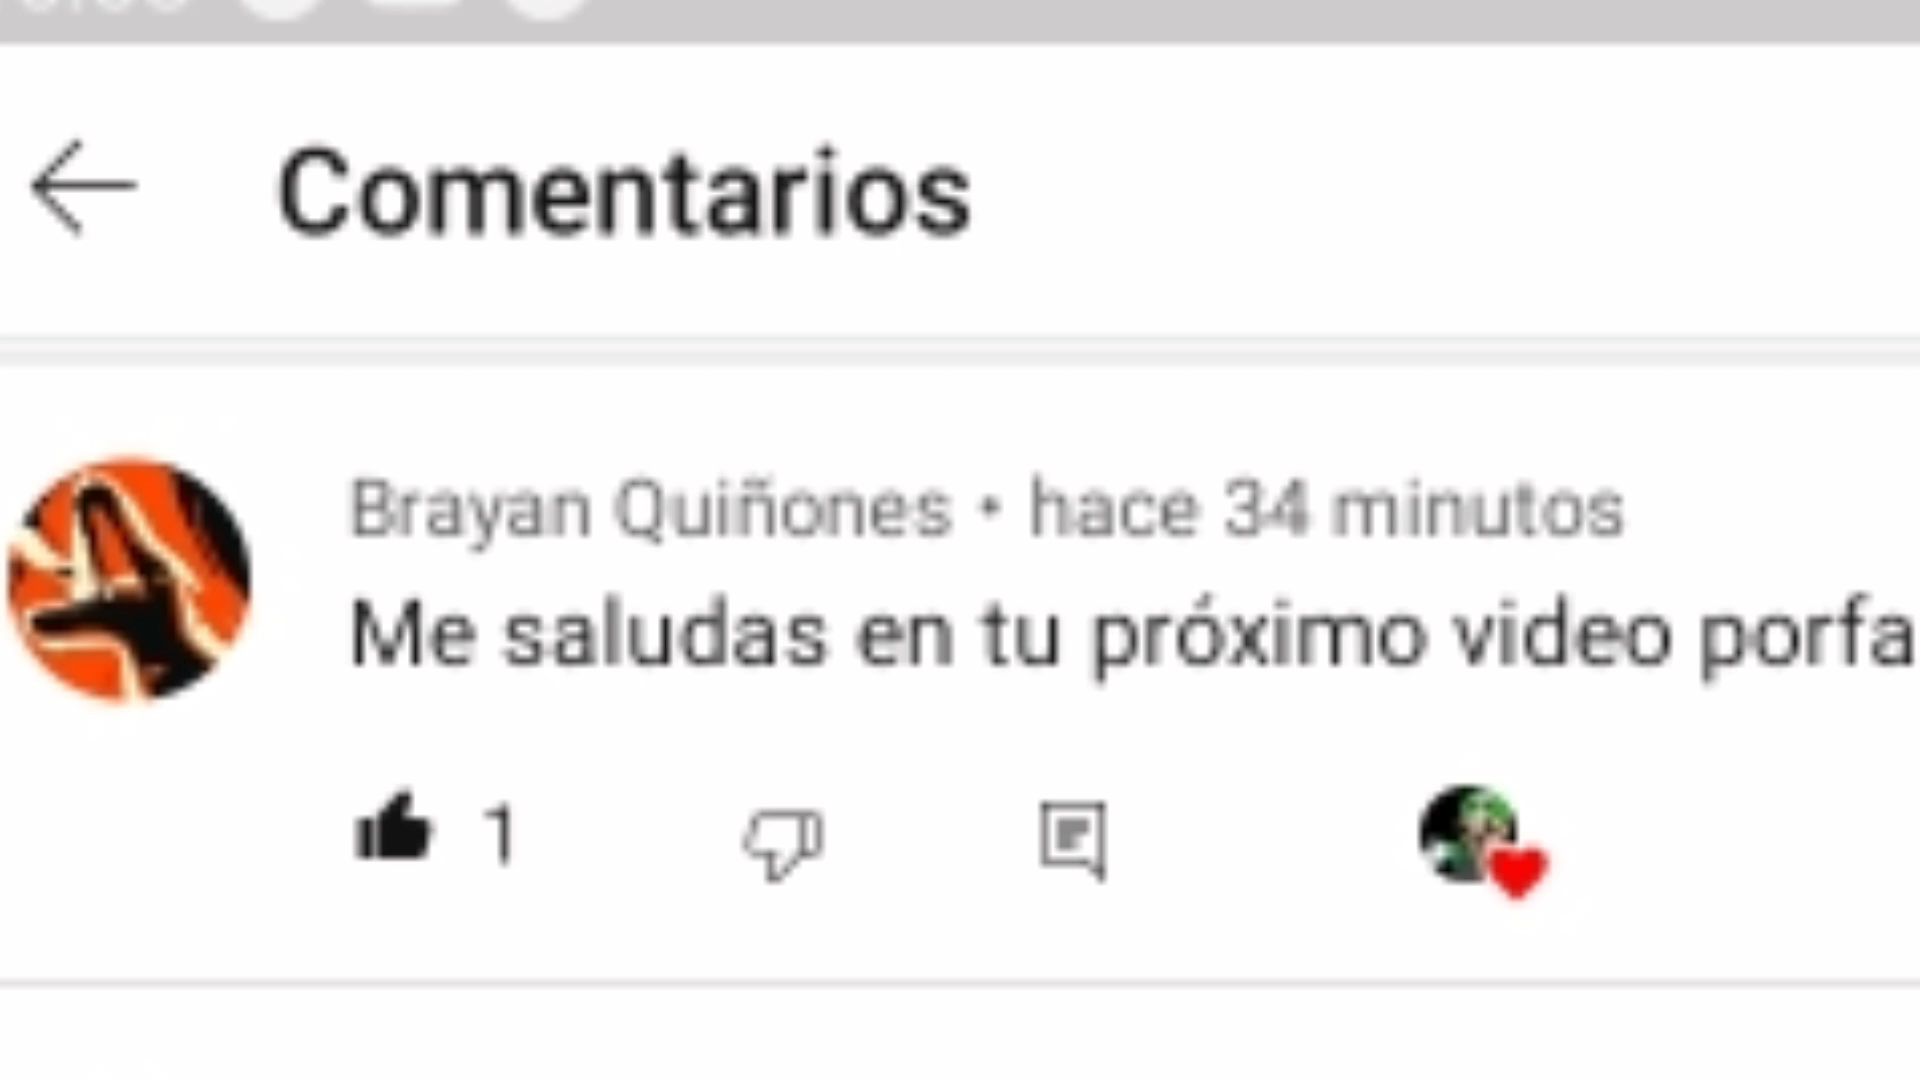 Comentarios
Brayan Quiñones • hace 34 minutos
Me saludas en tu próximo video porfa
1